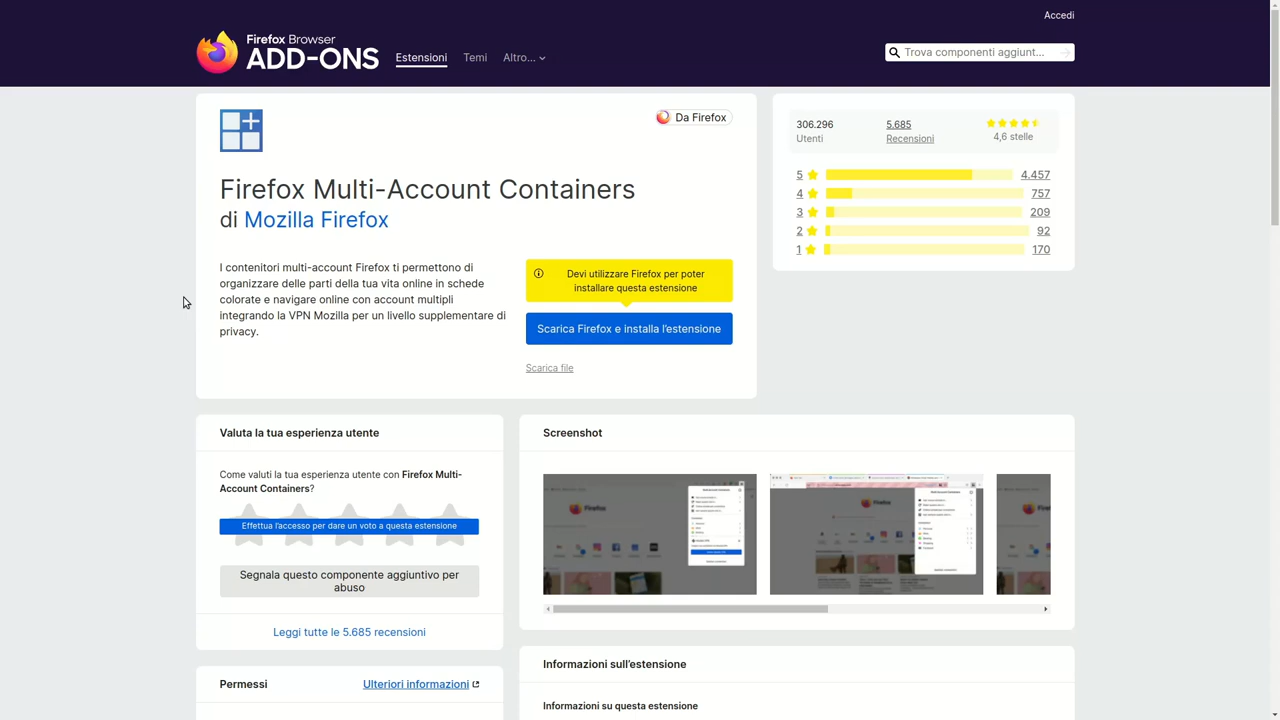 Accedi
Firefox Browser
ADD-ONS
Estensioni
Temi
Altro...
Trova componenti aggiunt...
Da Firefox
Firefox Multi-Account Containers
di Mozilla Firefox
I contenitori multi-account Firefox ti permettono di
organizzare delle parti della tua vita online in schede
colorate e navigare online con account multipli
integrando la VPN Mozilla per un livello supplementare di
privacy.
Devi utilizzare Firefox per poter
installare questa estensione
Scarica Firefox e installa l'estensione
Scarica file
306.296
Utenti
5.685
Recensioni
4,6 stelle
5 4.457
4 757
3 209
2 92
1 170
Valuta la tua esperienza utente
Come valuti la tua esperienza utente con Firefox Multi-
Account Containers?
Effettua l'accesso per dare un voto a questa estensione
Segnala questo componente aggiuntivo per
abuso
Leggi tutte le 5.685 recensioni
Permessi
Ulteriori informazioni
Screenshot
Firefox
Firefox
Informazioni sull'estensione
Informazioni su questa estensione